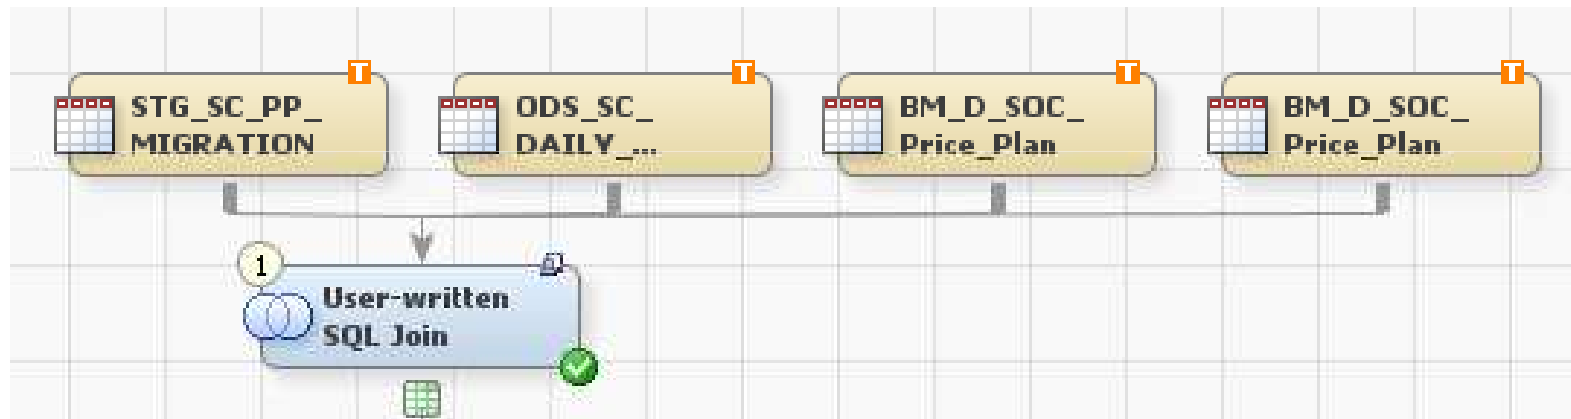 T
T
T
T
STG_SC_PP_
MIGRATION
ODS_SC_
DAILY_...
BM_D_SOC_
Price_Plan
BM_D_SOC_
Price_Plan
1
User-written
SQL Join